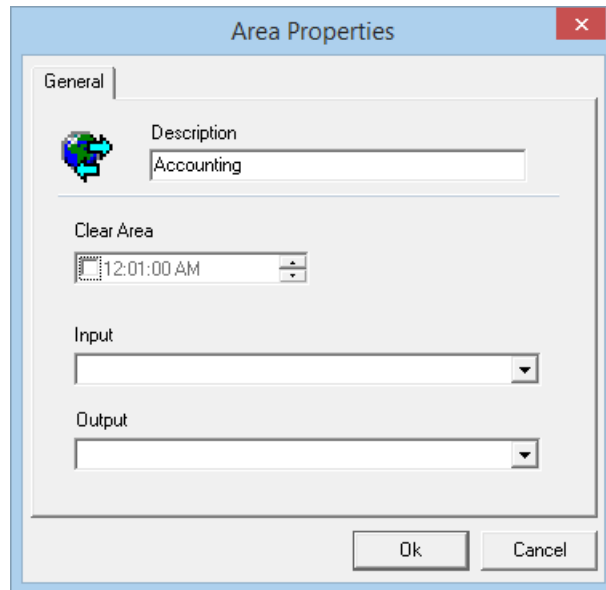 Area Properties
General
Description
Accounting
Clear Area
12:01:00 AM
Input
Output
Ok
Cancel